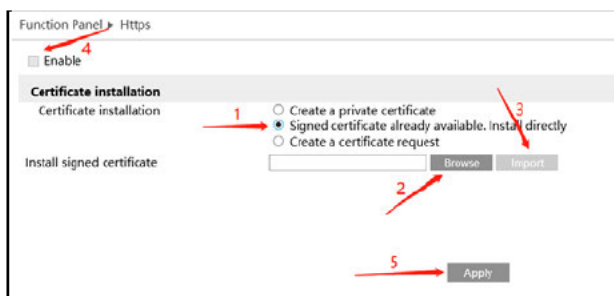 Function Panel ▸ Https
4
Enable
Certificate installation
Certificate installation
1
Create a private certificate
3
Signed certificate already available. Install directly
Create a certificate request
Install signed certificate
Browse
Import
2
5
Apply